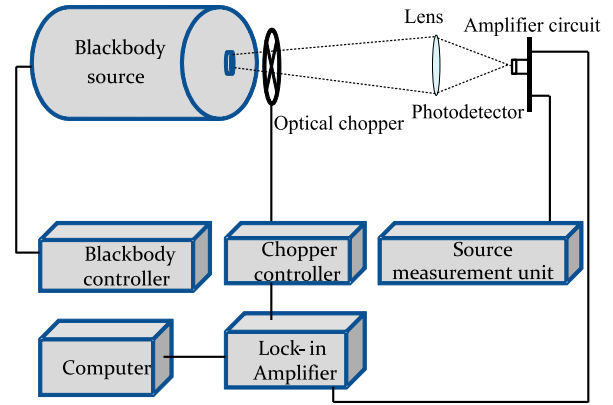 Blackbody
source
Lens
Amplifier circuit
Optical chopper
Photodetector
Blackbody
controller
Chopper
controller
Source
measurement unit
Computer
Lock-in
Amplifier